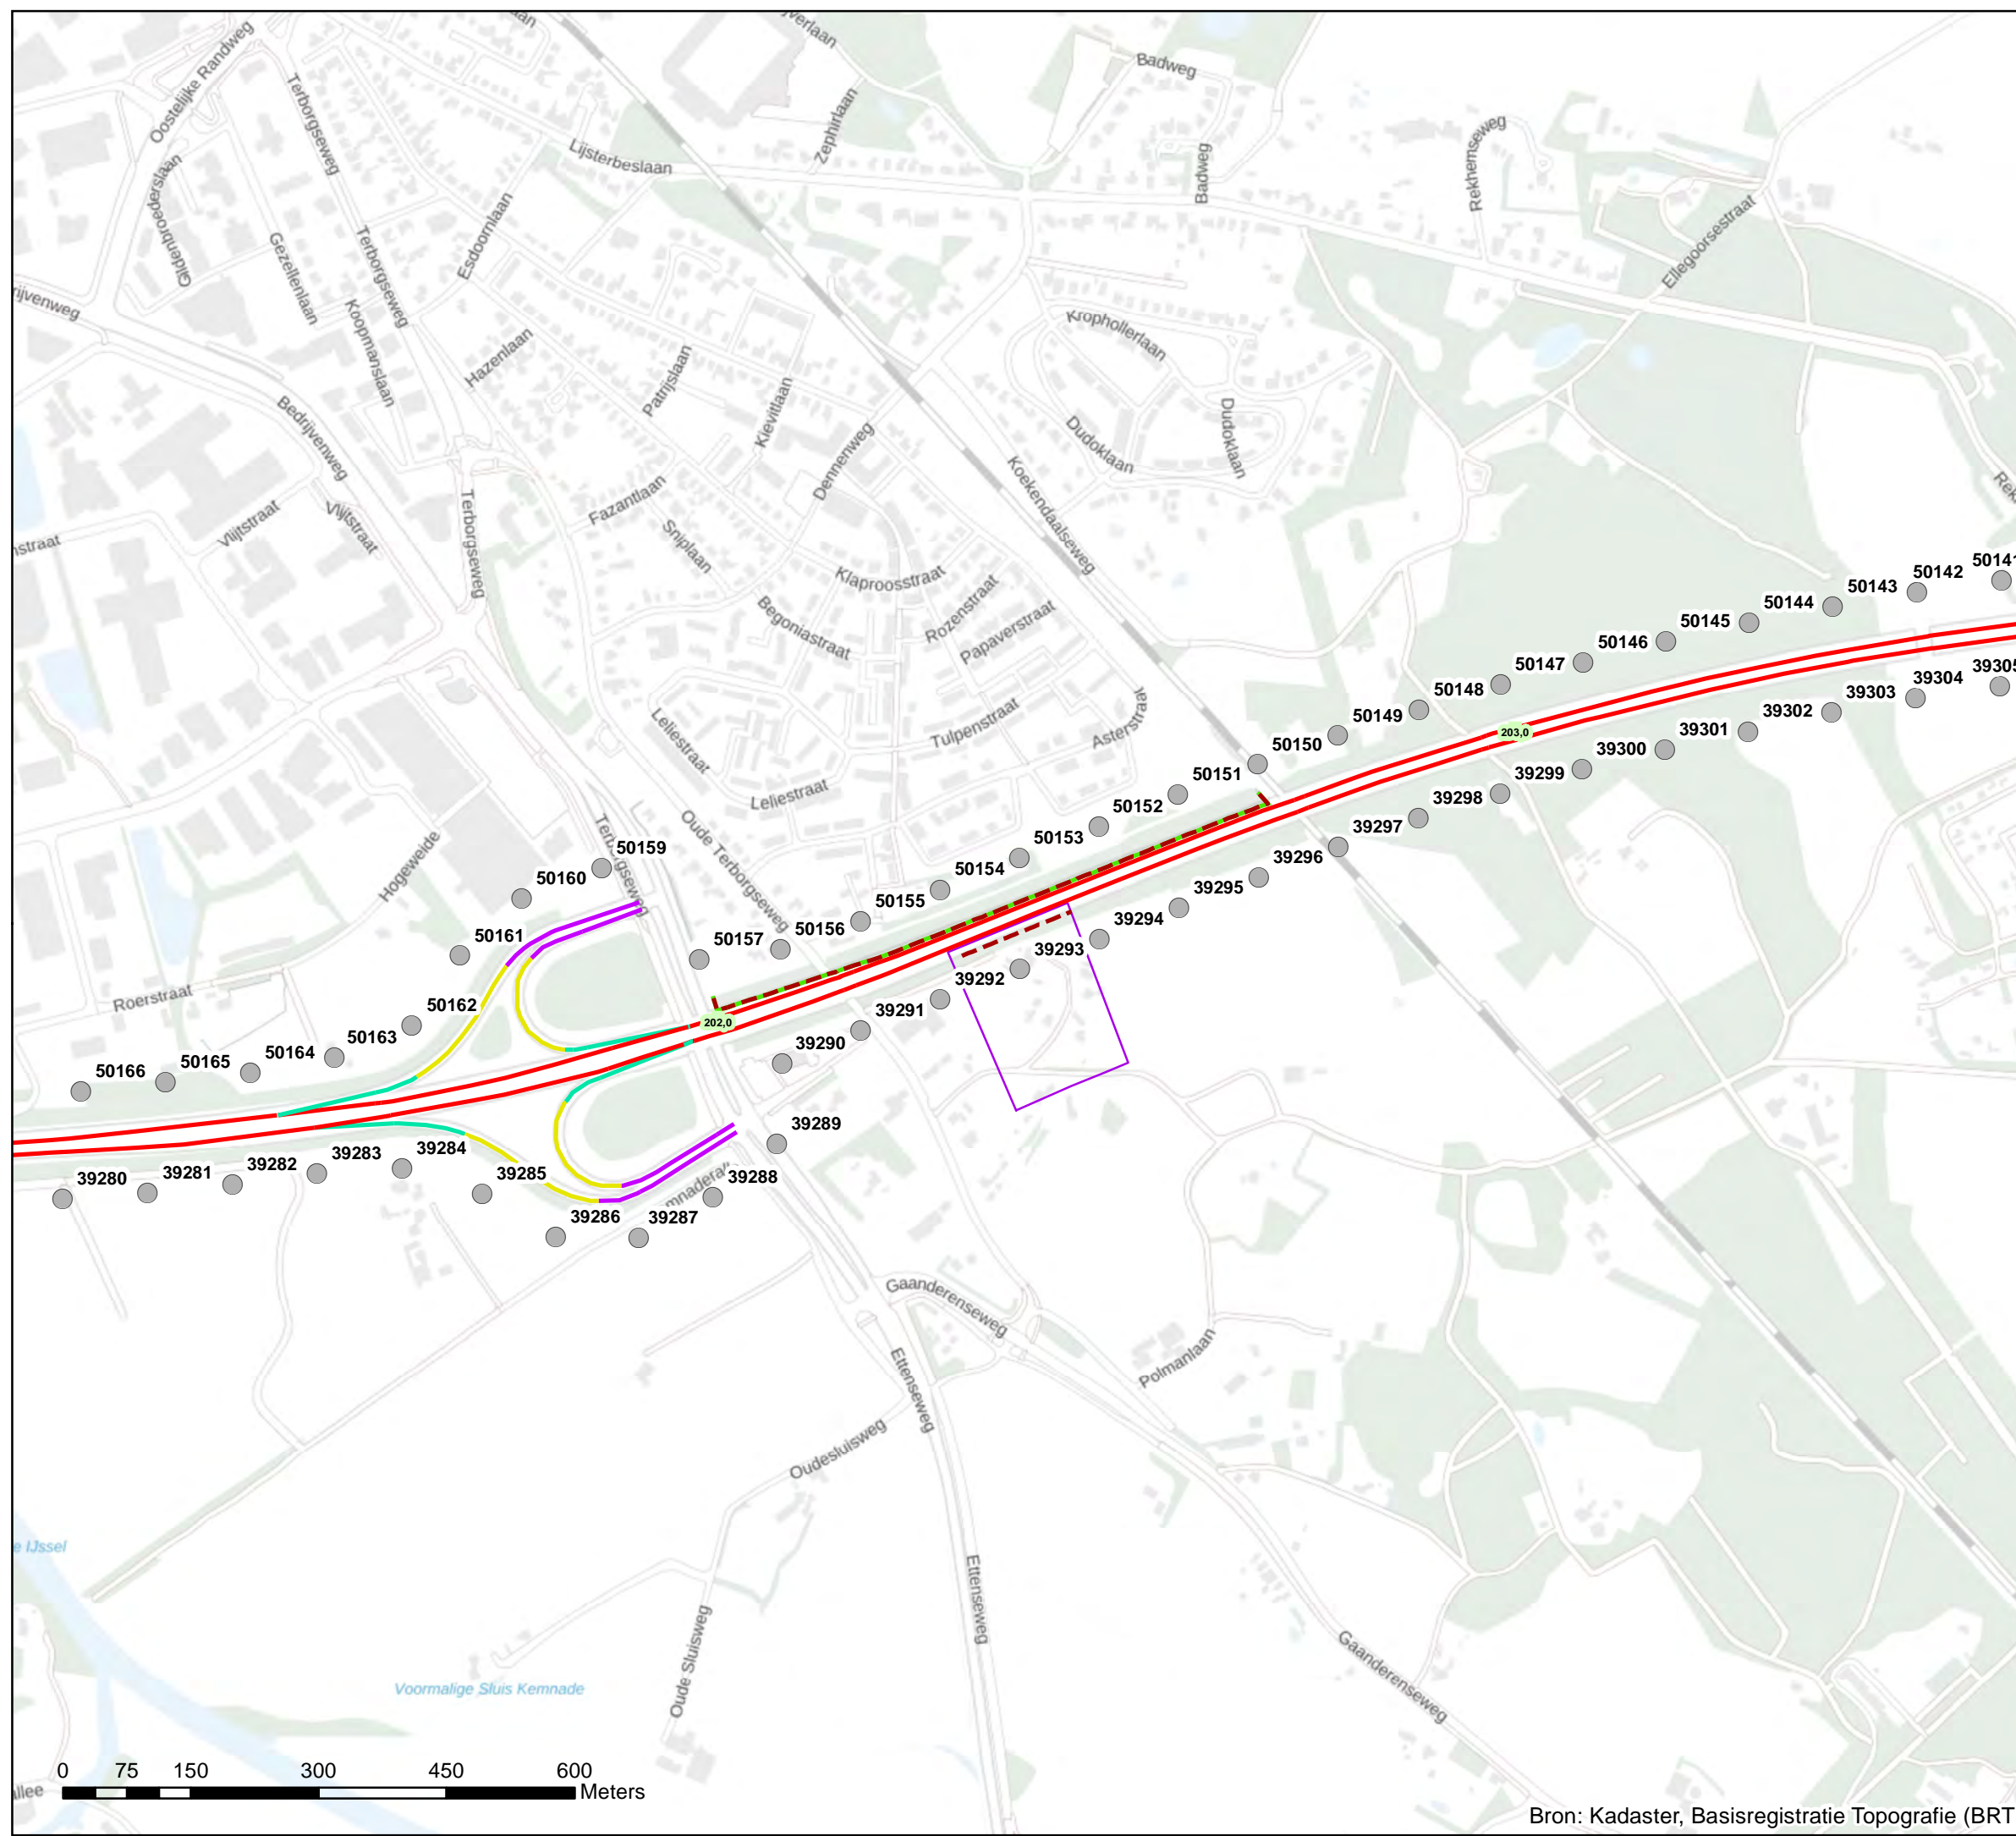 Oostelijke Randweg
Terborgseweg
Lijsterbeslaan
Zephirlaan
Badweg
Badweg
Rekhemseweg
Ellegoorsestraat
Gildenbroederslaan
Gezellenlaan
Terborgseweg
Koopmanslaan
Esdoornlaan
Hazenlaan
Patrijslaan
Kievitlaan
Dennenweg
Krophollerlaan
Dudoklaan
Dudoklaan
Koekendaalseweg
Bedrijvenweg
Vlijtstraat
Vlijtstraat
Terborgseweg
Fazantlaan
Sniplaan
Klaproosstraat
Begoniastraat
Rozenstraat
Papaverstraat
Tulpenstraat
Asterstraat
Leliestraat
Leliestraat
Oude Terborgseweg
Hogeweide
Roerstraat
50141
50142
50143
50144
50145
50146
50147
50148
50149
50150
50151
50152
50153
50154
50155
50156
50157
50159
50160
50161
50162
50163
50164
50165
50166
203,0
202,0
39305
39304
39303
39302
39301
39300
39299
39298
39297
39296
39295
39294
39293
39292
39291
39290
39289
39288
39287
39286
39285
39284
39283
39282
39281
39280
Gaanderenseweg
Polmanlaan
Ettenseweg
Oudesluisweg
Ettenseweg
Oude Sluisweg
Gaanderenseweg
e IJssel
Voormalige Sluis Kemnade
allee
0 75 150 300 450 600
Meters
Bron: Kadaster, Basisregistratie Topografie (BRT